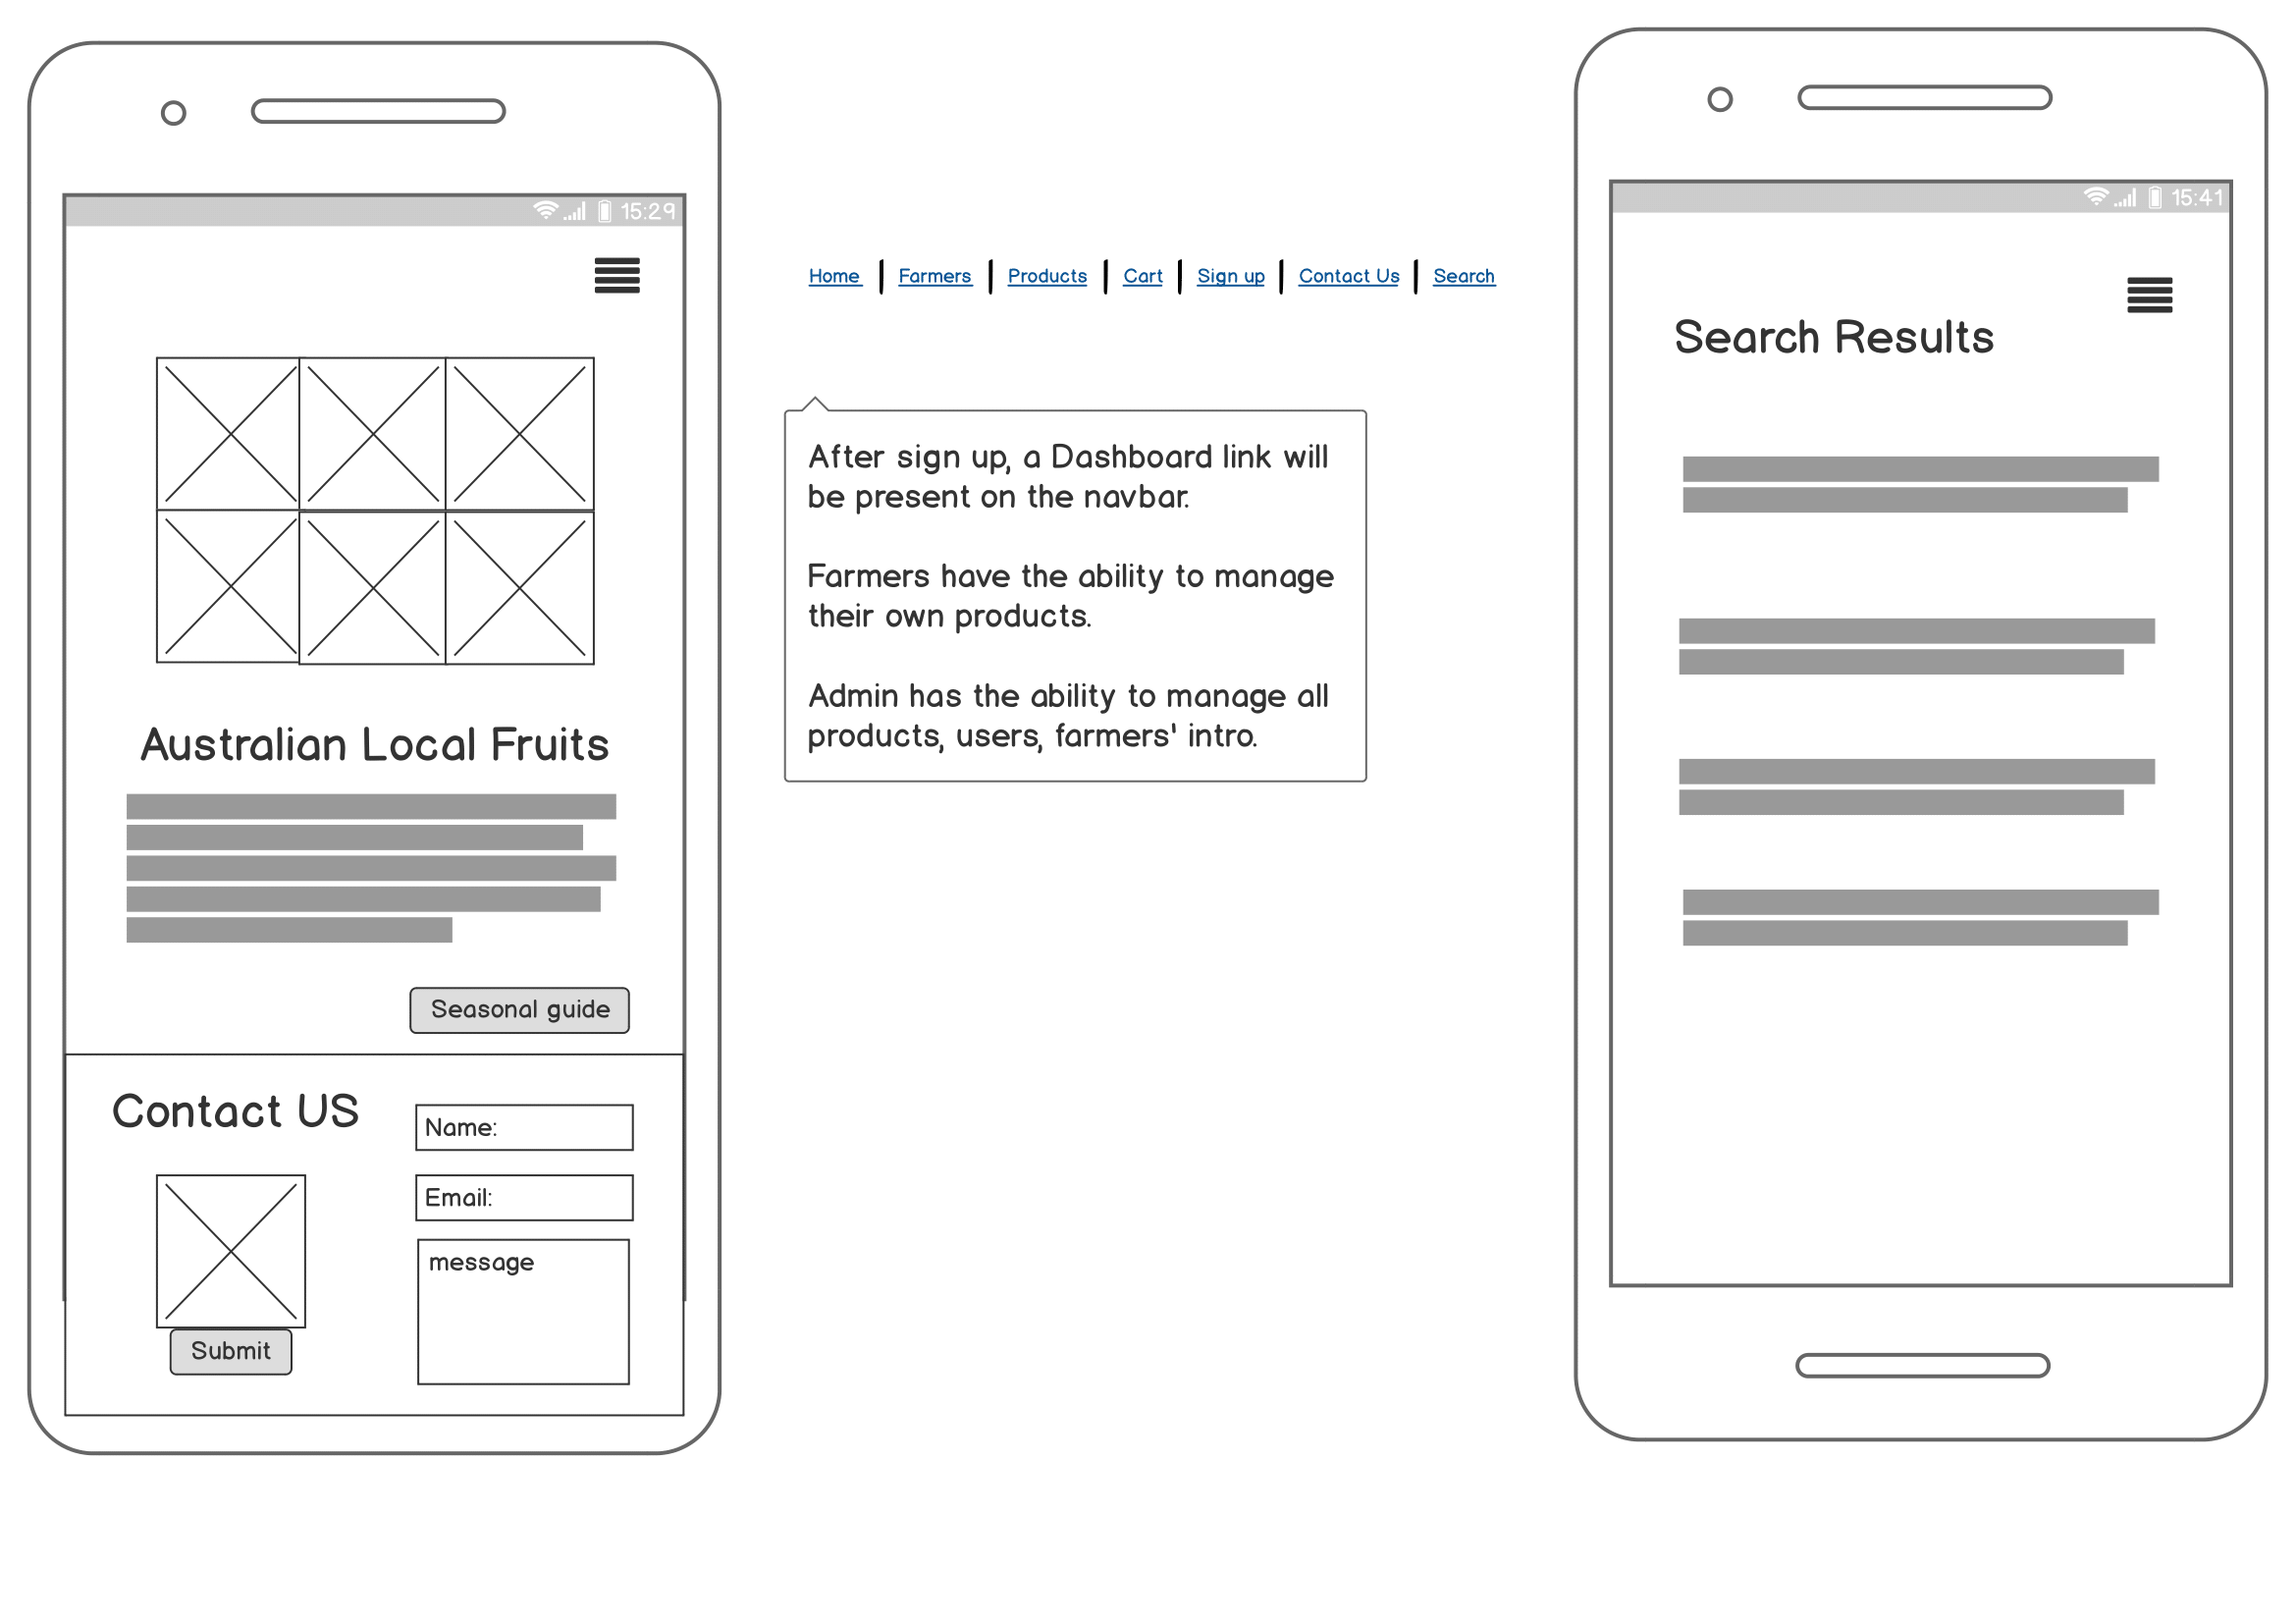 15:29
Australian Local Fruits
Seasonal guide
Contact US
Name:
Email:
message
Submit
Home | Farmers | Products | Cart | Sign up | Contact Us | Search
After sign up, a Dashboard link will
be present on the navbar.
Farmers have the ability to manage
their own products.
Admin has the ability to manage all
products, users, farmers' intro.
15:41
Search Results